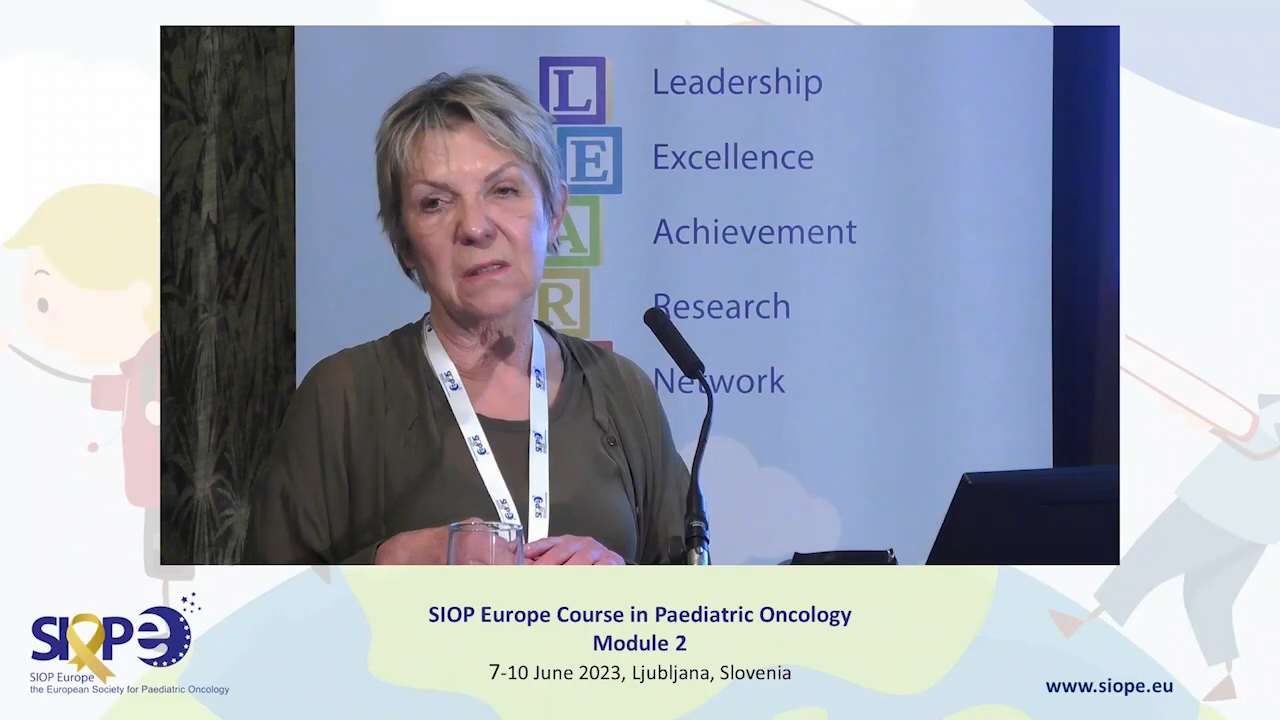 L
Leadership
E
Excellence
A
Achievement
R
Research
Network
SIOPe
SIOPe
SIOP Europe
the European Society for Paediatric Oncology
SIOP Europe Course in Paediatric Oncology
Module 2
7-10 June 2023, Ljubljana, Slovenia
www.siope.eu